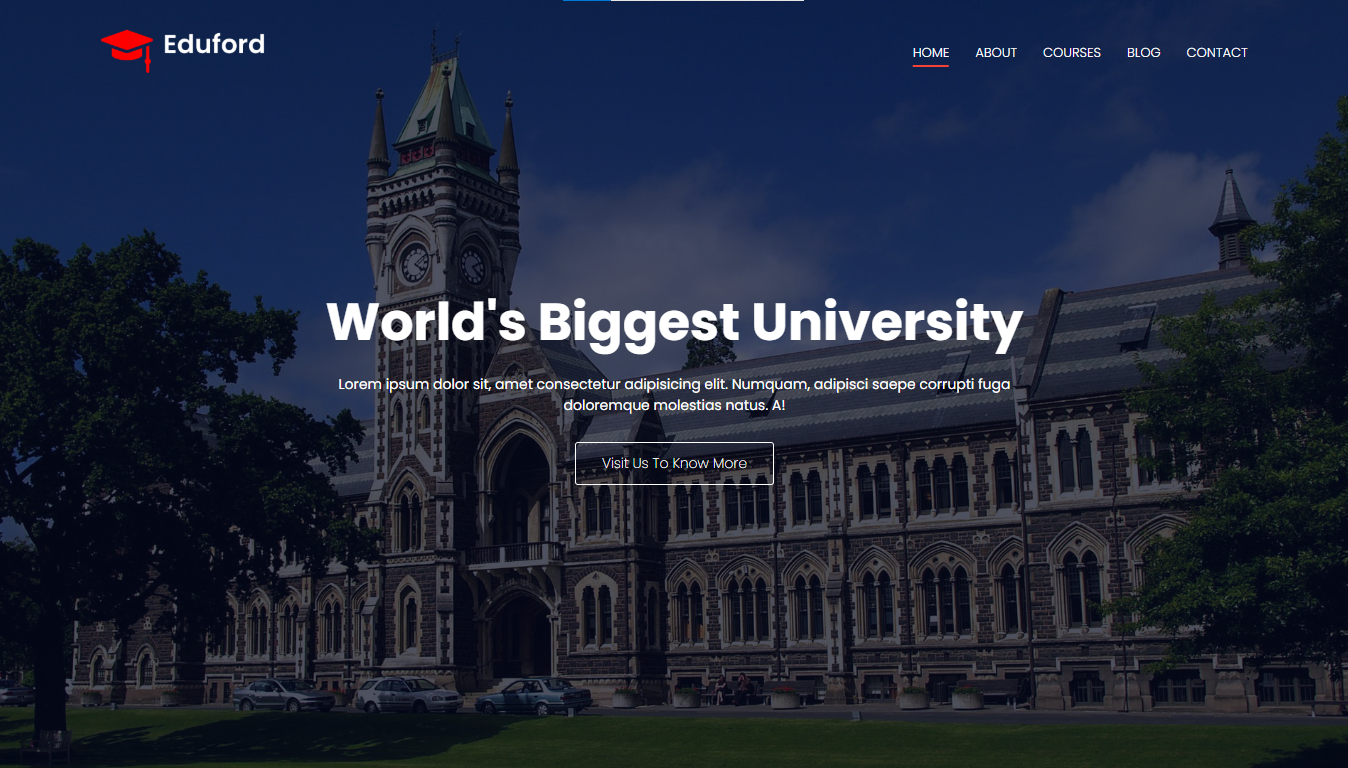 Eduford
HOME ABOUT COURSES BLOG CONTACT
World's Biggest University
Lorem ipsum dolor sit, amet consectetur adipisicing elit. Numquam, adipisci saepe corrupti fuga
doloremque molestias natus. A!
Visit Us To Know More